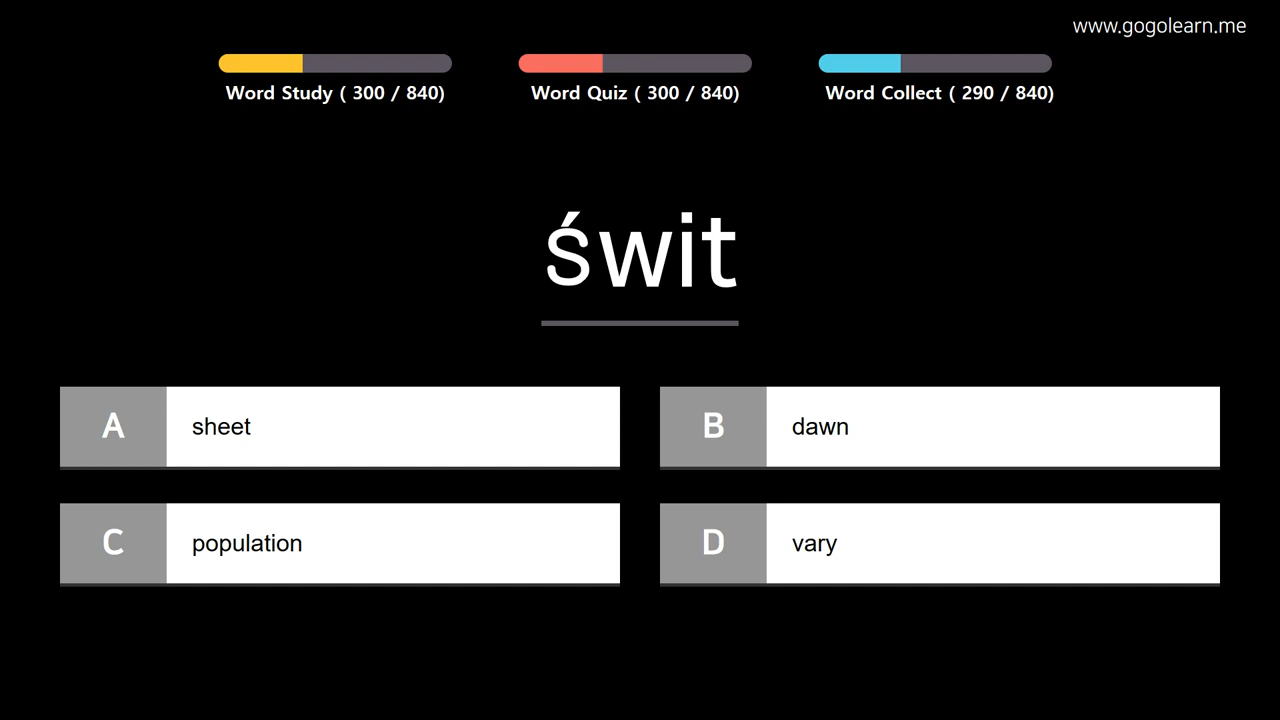 www.gogolearn.me
Word Study ( 300 / 840)
Word Quiz ( 300 / 840)
Word Collect ( 290 / 840)
świt
A sheet
B dawn
C population
D vary